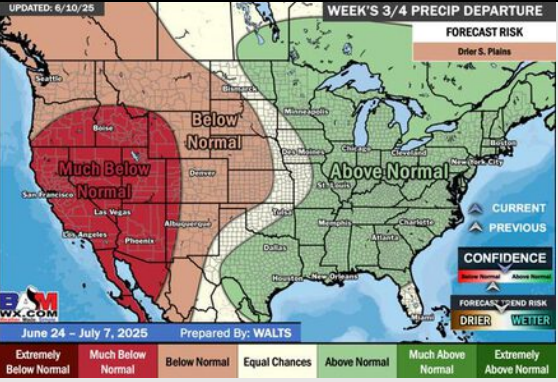 UPDATED: 6/10/25
WEEK'S 3/4 PRECIP DEPARTURE
FORECAST RISK
Drier S. Plains
Seattle
Bismarck
Minneapolis
Below
Normal
Boise
Boston
Chicago
Cleveland
New York City
Des Moines
Much Below
Normal
Denver
Above Normal
San Francisco
St. Louis
Las Vegas
CURRENT
Tulsa
Memphis
Charlotte
Albuquerque
PREVIOUS
Los Angeles
Phoenix
Atlanta
Dallas
CONFIDENCE
Below Normal
Above Normal
Houston
New Orleans
BAM
WX.COM
FORECAST TREND RISK
Miami
DRIER
WETTER
June 24 – July 7, 2025
Prepared By: WALTS
Extremely
Below Normal
Much Below
Normal
Below Normal
Equal Chances
Above Normal
Much Above
Normal
Extremely
Above Normal